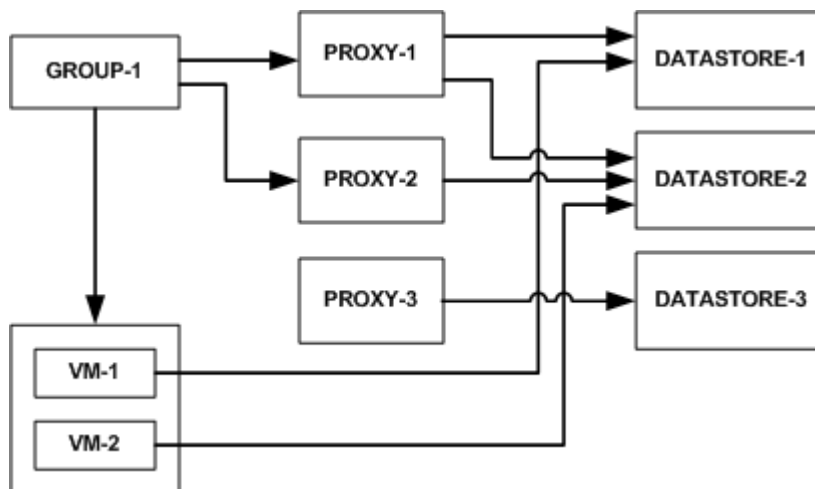 GROUP-1
PROXY-1
DATASTORE-1
PROXY-2
DATASTORE-2
PROXY-3
DATASTORE-3
VM-1
VM-2